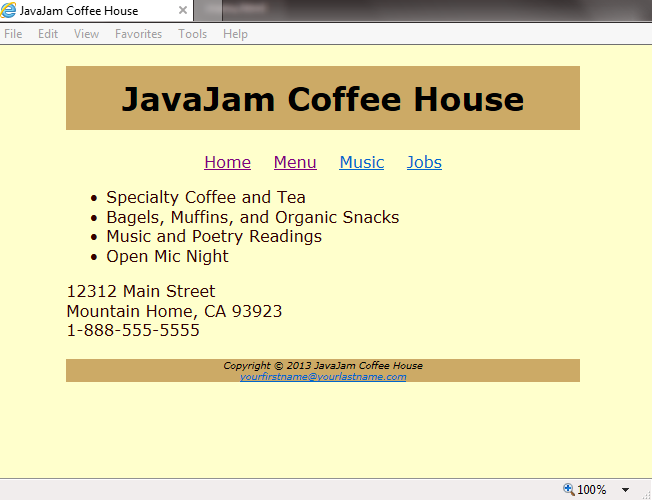 JavaJam Coffee House
File Edit View Favorites Tools Help
JavaJam Coffee House
Home Menu Music Jobs
• Specialty Coffee and Tea
• Bagels, Muffins, and Organic Snacks
• Music and Poetry Readings
• Open Mic Night
12312 Main Street
Mountain Home, CA 93923
1-888-555-5555
Copyright © 2013 JavaJam Coffee House
yourfirstname@yourlastname.com
100%